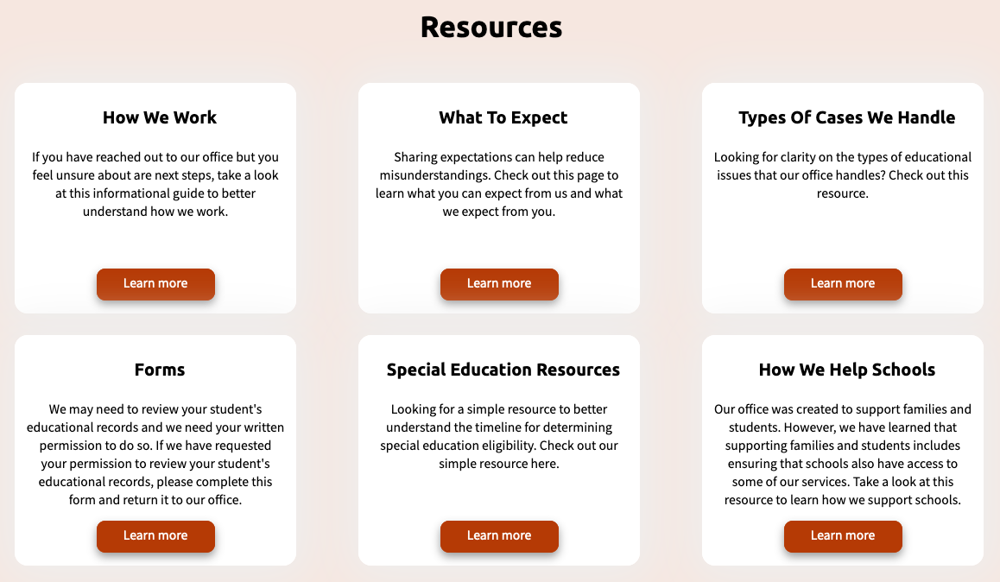 Resources
How We Work
If you have reached out to our office but you
feel unsure about are next steps, take a look
at this informational guide to better
understand how we work.
Learn more
What To Expect
Sharing expectations can help reduce
misunderstandings. Check out this page to
learn what you can expect from us and what
we expect from you.
Learn more
Types Of Cases We Handle
Looking for clarity on the types of educational
issues that our office handles? Check out this
resource.
Learn more
Forms
We may need to review your student's
educational records and we need your written
permission to do so. If we have requested
your permission to review your student's
educational records, please complete this
form and return it to our office.
Learn more
Special Education Resources
Looking for a simple resource to better
understand the timeline for determining
special education eligibility. Check out our
simple resource here.
Learn more
How We Help Schools
Our office was created to support families and
students. However, we have learned that
supporting families and students includes
ensuring that schools also have access to
some of our services. Take a look at this
resource to learn how we support schools.
Learn more